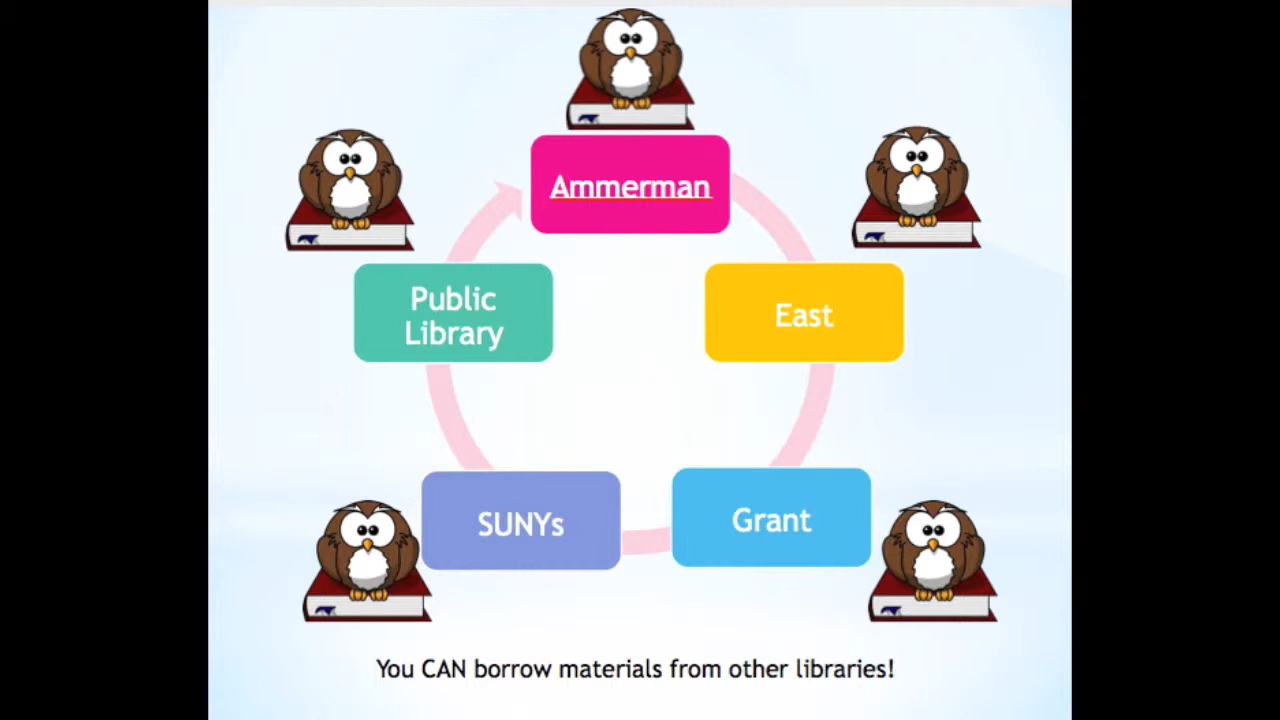 Ammerman
East
Grant
SUNYs
Public
Library
You CAN borrow materials from other libraries!